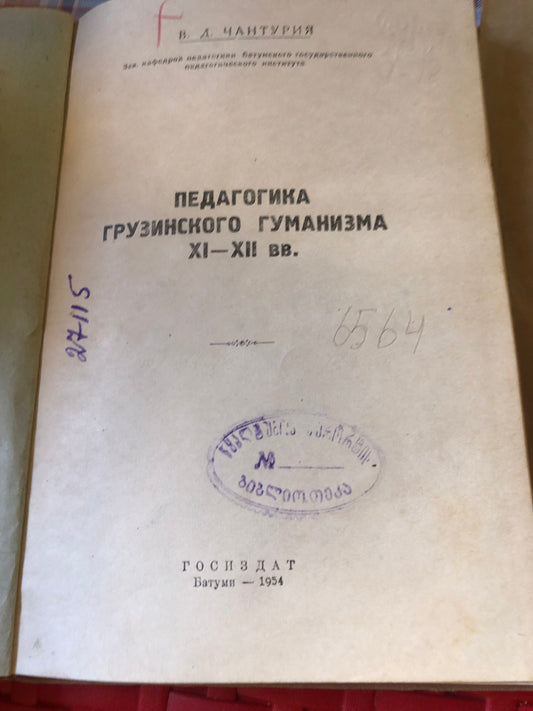 В. Д. ЧАНТУРИЯ
Зав. кафедрой педагогики Батумского государственного
педагогического института
ПЕДАГОГИКА
ГРУЗИНСКОГО ГУМАНИЗМА
XI—XII вв.
27115
6564
№
ბიბლიოთეკა
ГОСИЗДАТ
Батуми — 1954